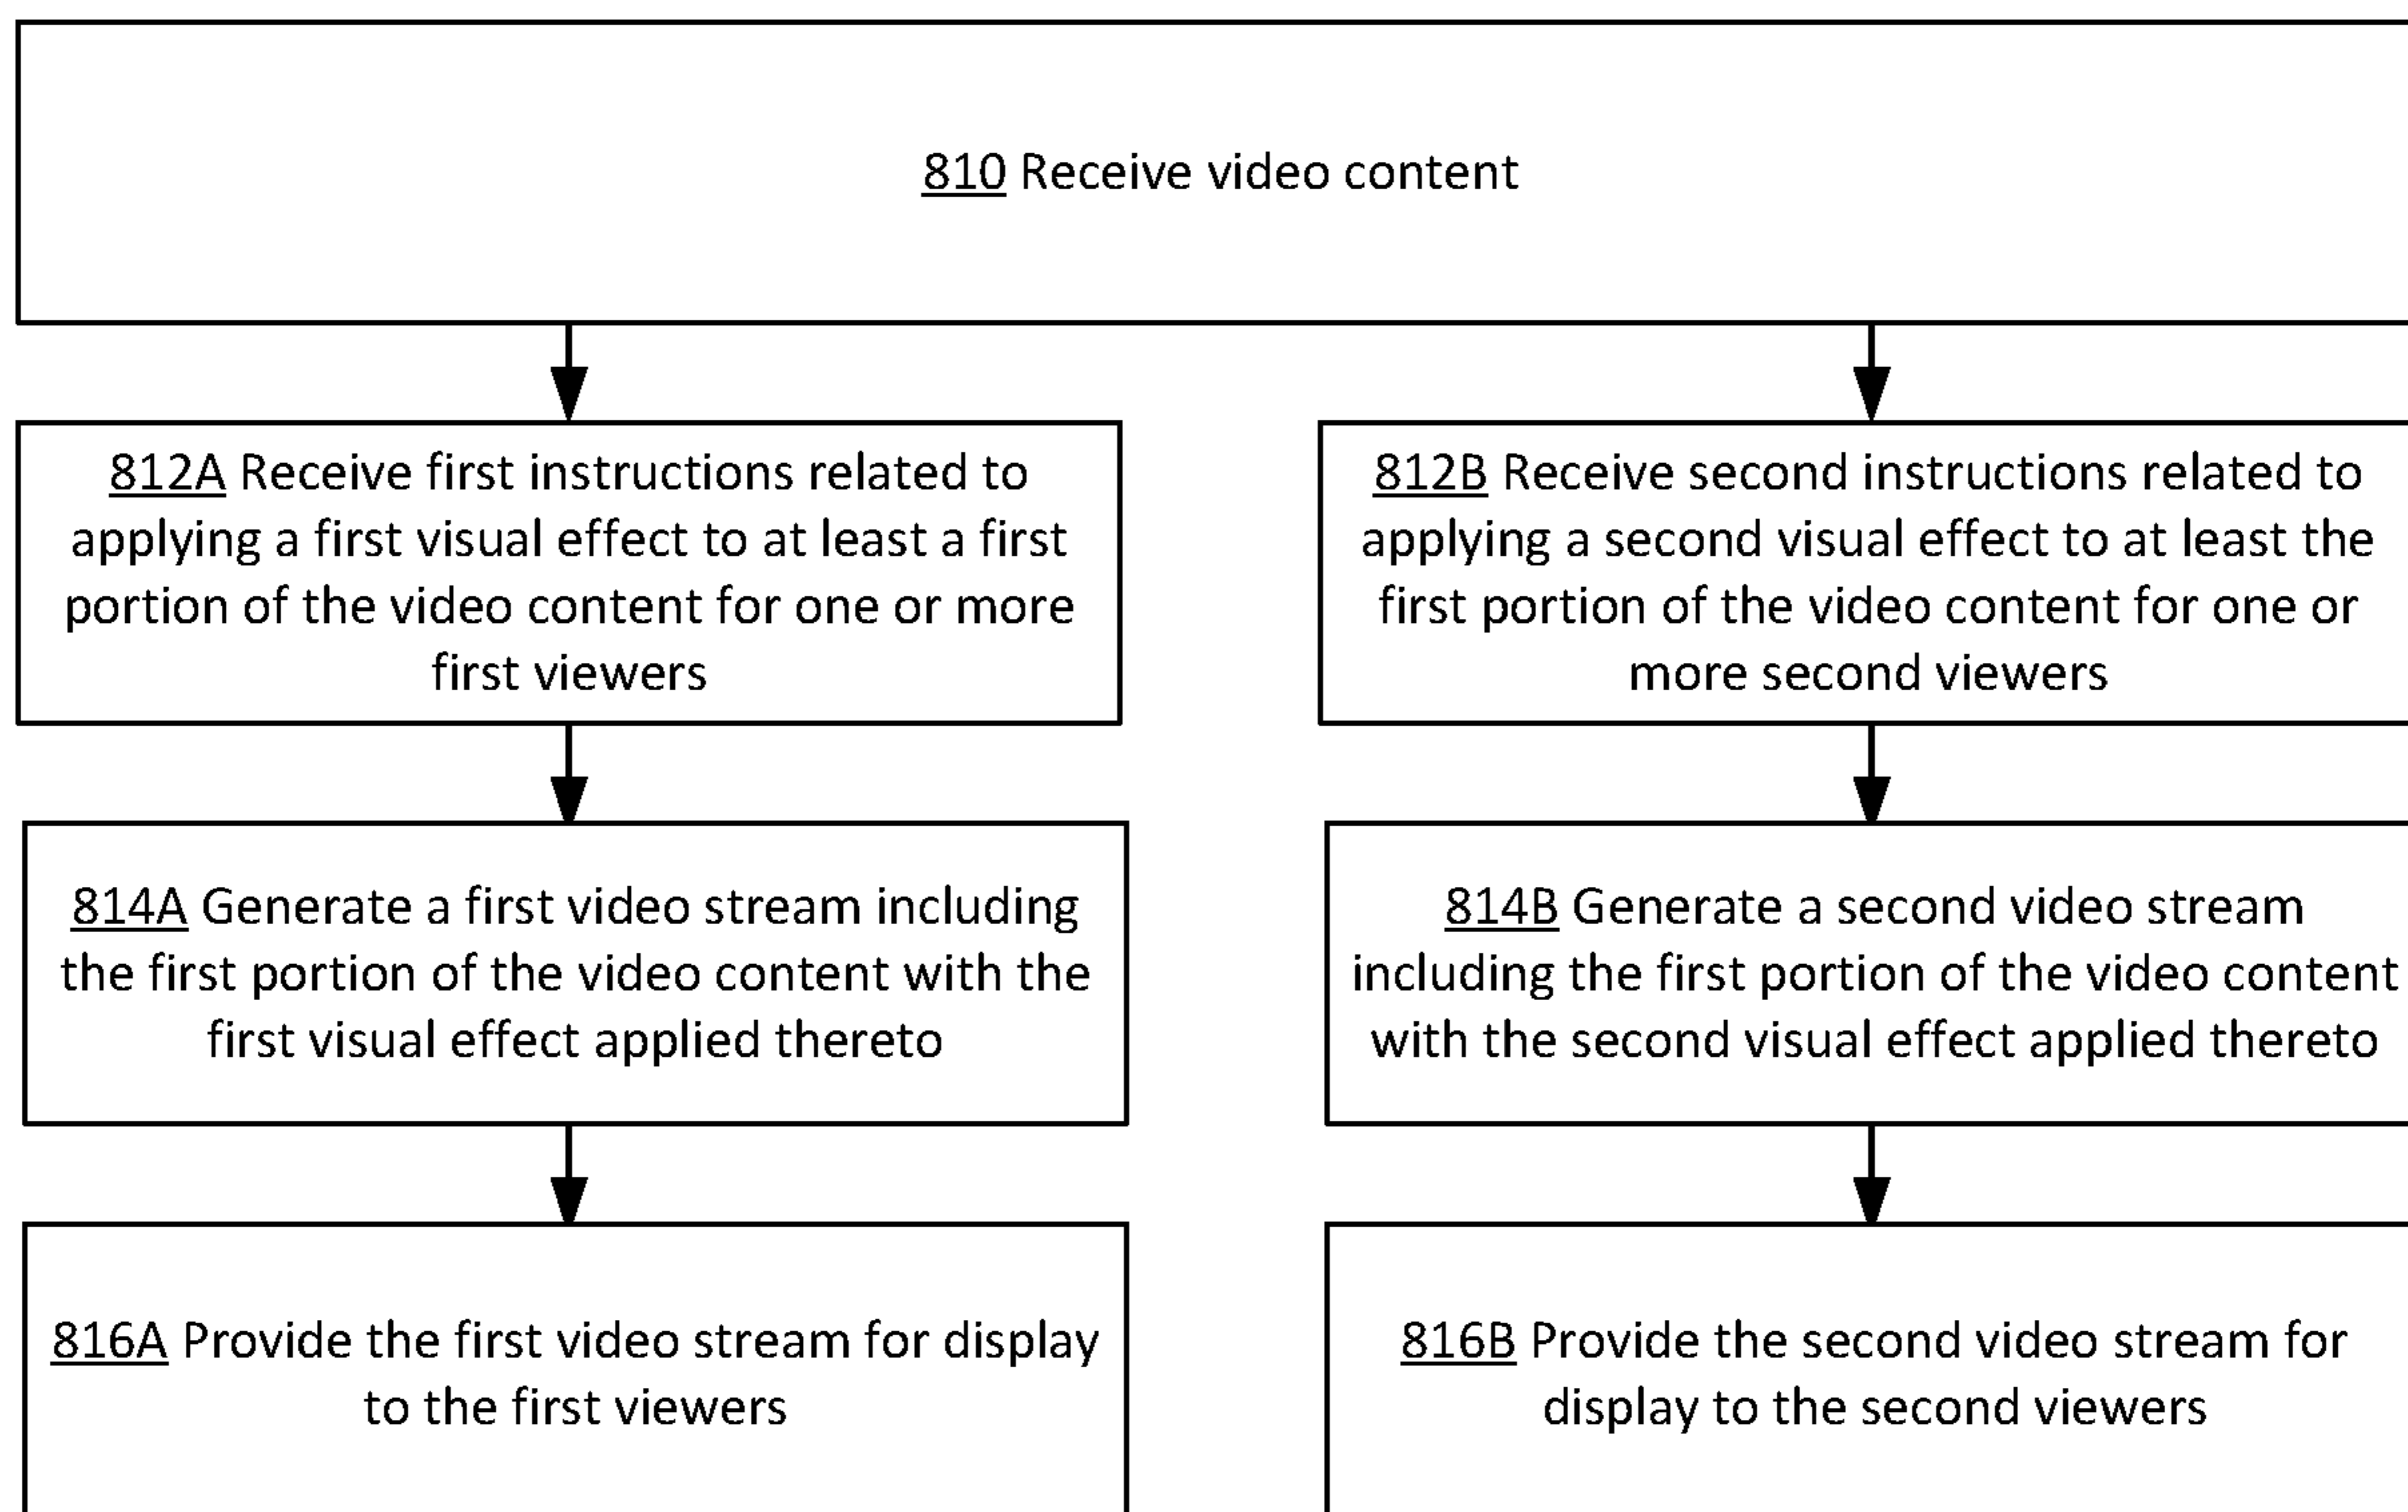 810 Receive video content
812A Receive first instructions related to
applying a first visual effect to at least a first
portion of the video content for one or more
first viewers
812B Receive second instructions related to
applying a second visual effect to at least the
first portion of the video content for one or
more second viewers
814A Generate a first video stream including
the first portion of the video content with the
first visual effect applied thereto
814B Generate a second video stream
including the first portion of the video content
with the second visual effect applied thereto
816A Provide the first video stream for display
to the first viewers
816B Provide the second video stream for
display to the second viewers